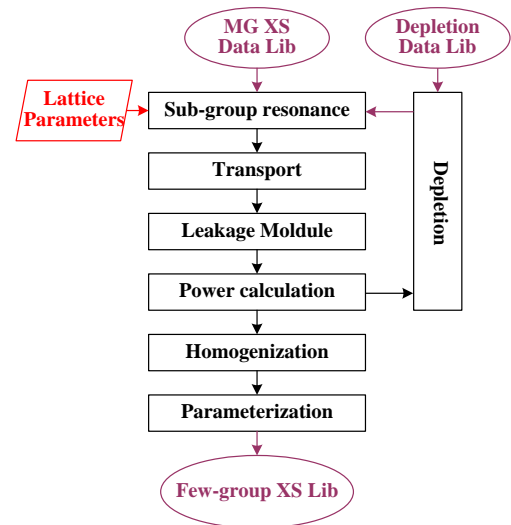 MG XS
Data Lib
Depletion
Data Lib
Lattice
Parameters
Sub-group resonance
Transport
Leakage Moldule
Depletion
Power calculation
Homogenization
Parameterization
Few-group XS Lib